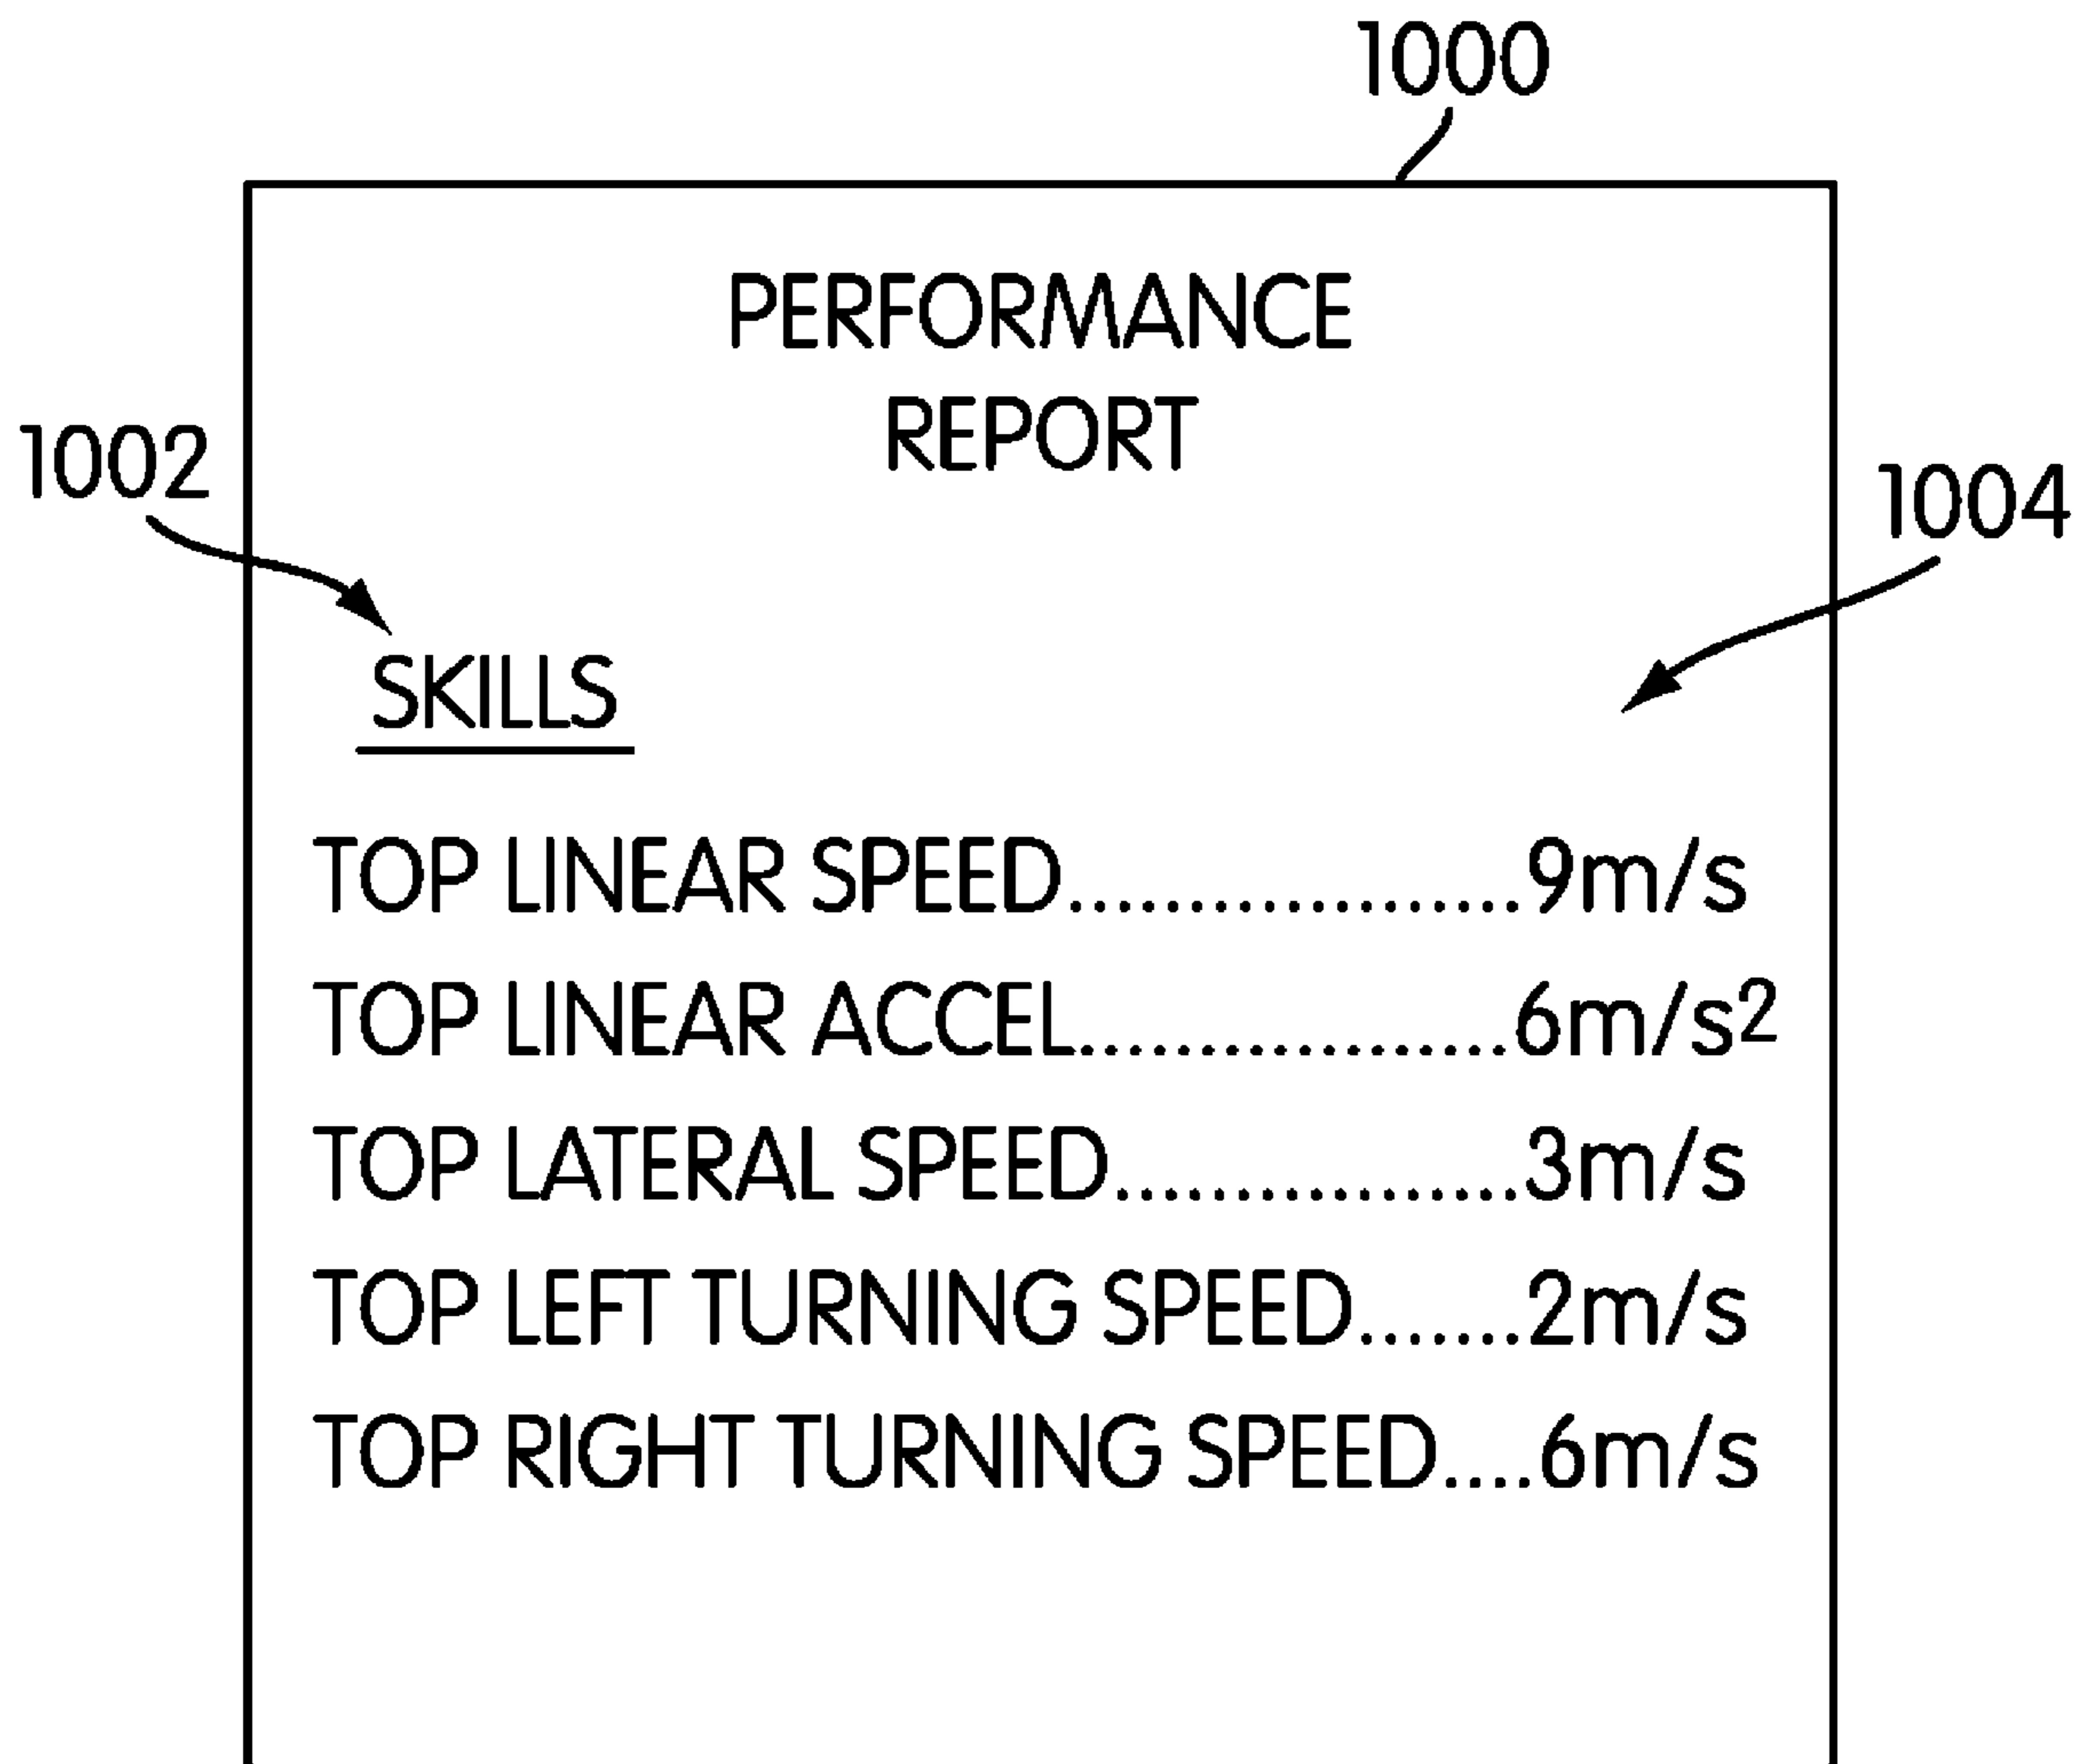 1000
PERFORMANCE
REPORT
1002
1004
SKILLS
TOP LINEAR SPEED...................9m/s
TOP LINEAR ACCEL..................6m/s²
TOP LATERAL SPEED.................3m/s
TOP LEFT TURNING SPEED.......2m/s
TOP RIGHT TURNING SPEED....6m/s